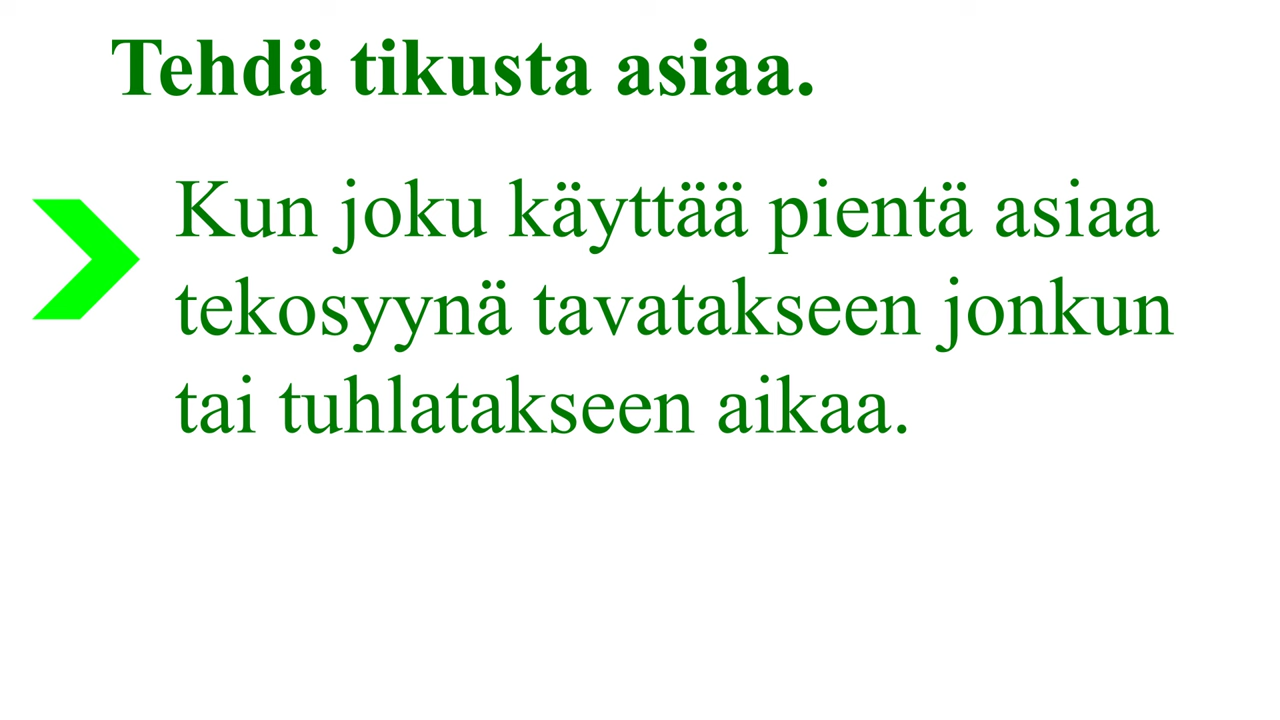 Tehdä tikusta asiaa.
Kun joku käyttää pientä asiaa
tekosyynä tavatakseen jonkun
tai tuhlatakseen aikaa.